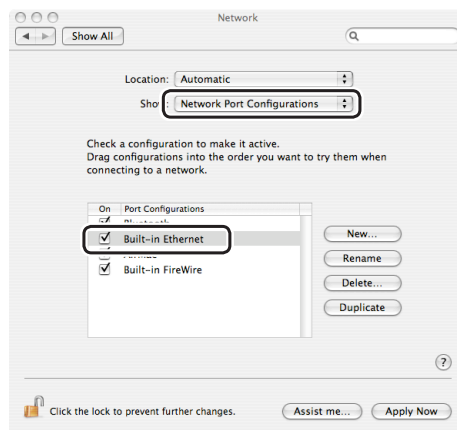 Network
Show All
Location: Automatic
Show: Network Port Configurations
Check a configuration to make it active.
Drag configurations into the order you want to try them when
connecting to a network.
On Port Configurations
Built-in Ethernet
Built-in FireWire
New...
Rename
Delete...
Duplicate
?
Click the lock to prevent further changes.
Assist me...
Apply Now